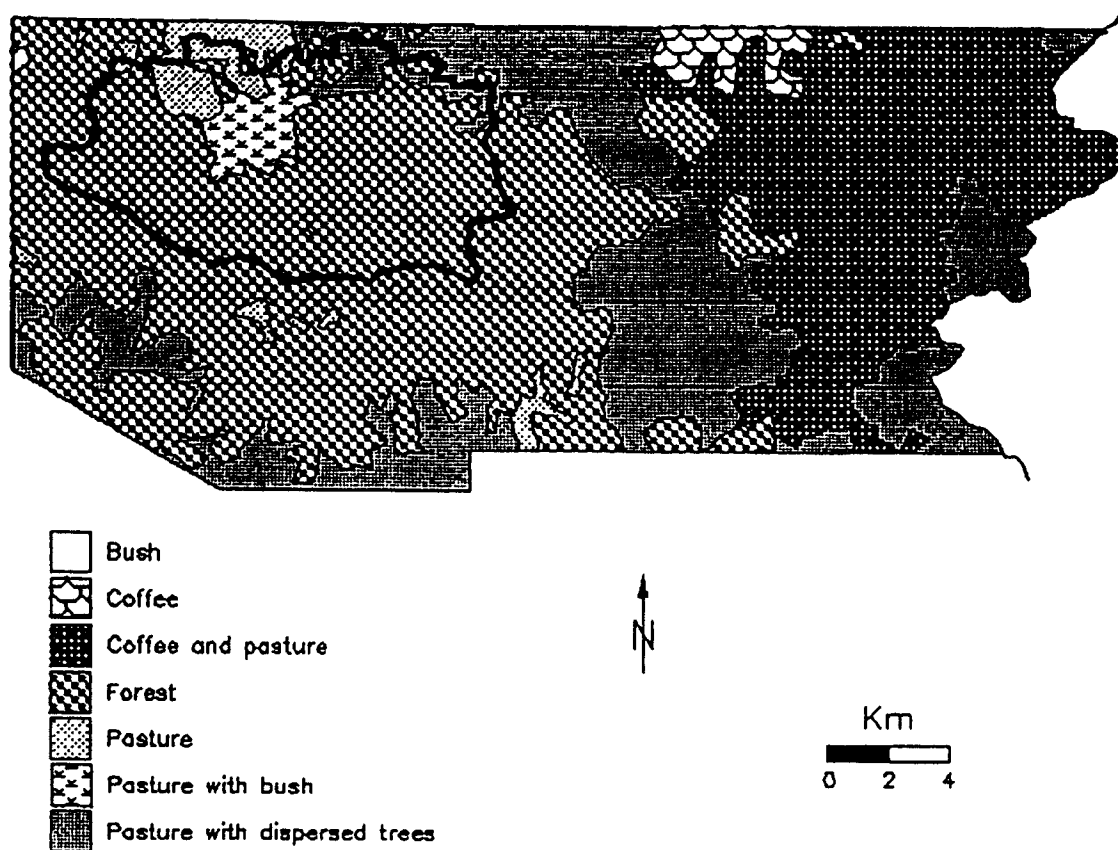 Bush
Coffee
Coffee and pasture
Forest
Pasture
Pasture with bush
Pasture with dispersed trees
N
Km
0 2 4